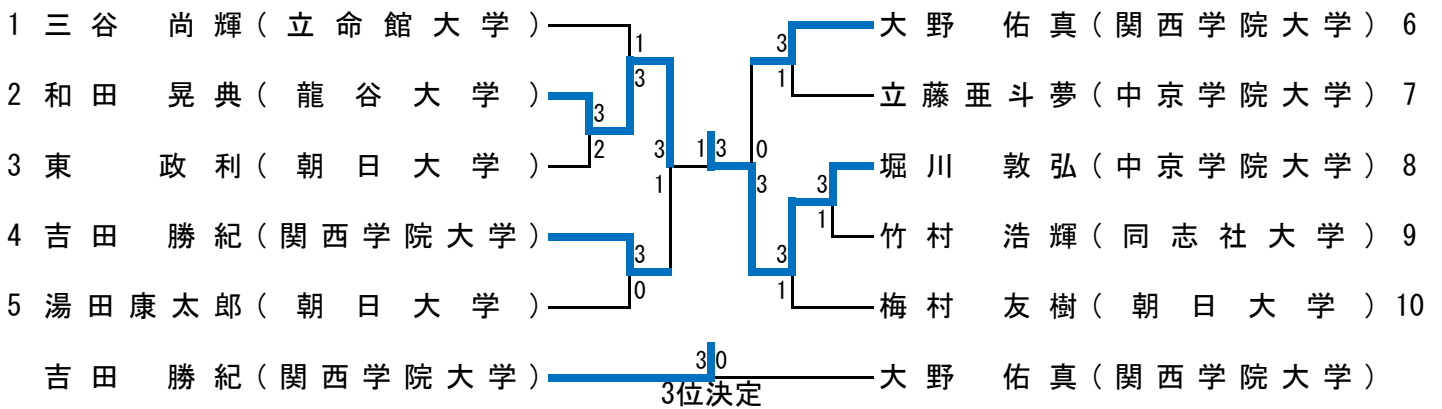 1 三谷 尚輝(立命館大学) 大野 佑真(関西学院大学) 6
1 3
3 1
2 和田 晃典(龍谷大学) 立藤亜斗夢(中京学院大学) 7
3
2 3 1 3 0
3 東 政利(朝日大学) 堀川 敦弘(中京学院大学) 8
1 3 3
1
4 吉田 勝紀(関西学院大学) 竹村 浩輝(同志社大学) 9
3 3
0 1
5 湯田康太郎(朝日大学) 梅村 友樹(朝日大学) 10
3 0
吉田 勝紀(関西学院大学) 大野 佑真(関西学院大学)
3位決定